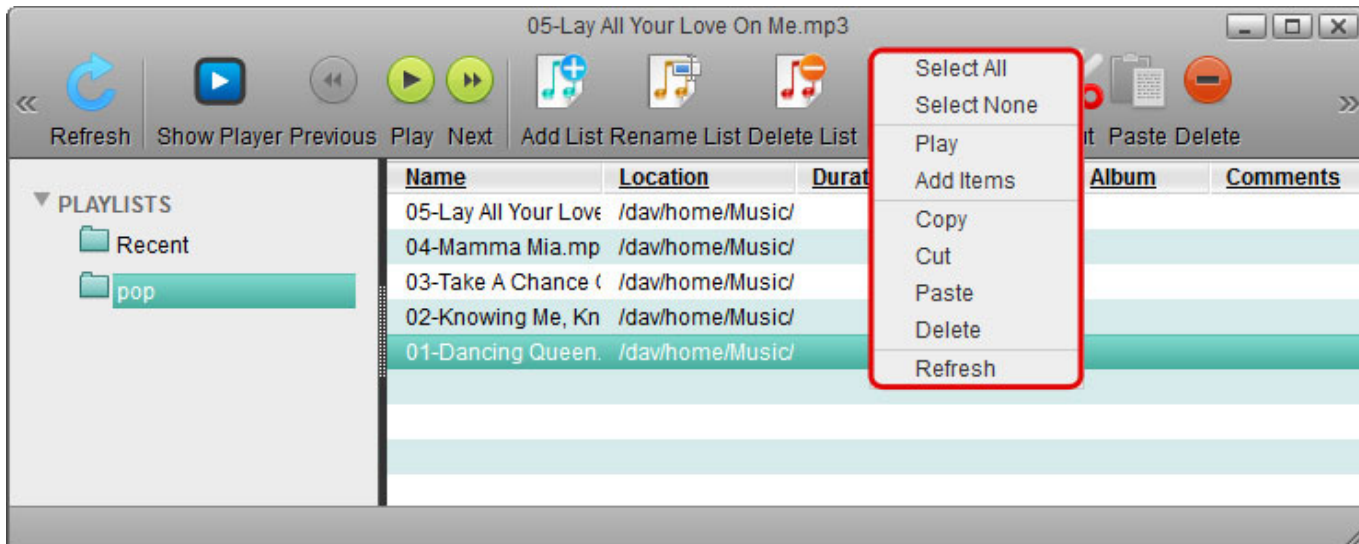 05-Lay All Your Love On Me.mp3
Refresh Show Player Previous Play Next Add List Rename List Delete List Paste Delete
Select All
Select None
Play
Add Items
Copy
Cut
Paste
Delete
Refresh
PLAYLISTS
Recent
pop
Name Location Durat Album Comments
05-Lay All Your Love /dav/home/Music/
04-Mamma Mia.mp /dav/home/Music/
03-Take A Chance /dav/home/Music/
02-Knowing Me, Kn /dav/home/Music/
01-Dancing Queen. /dav/home/Music/